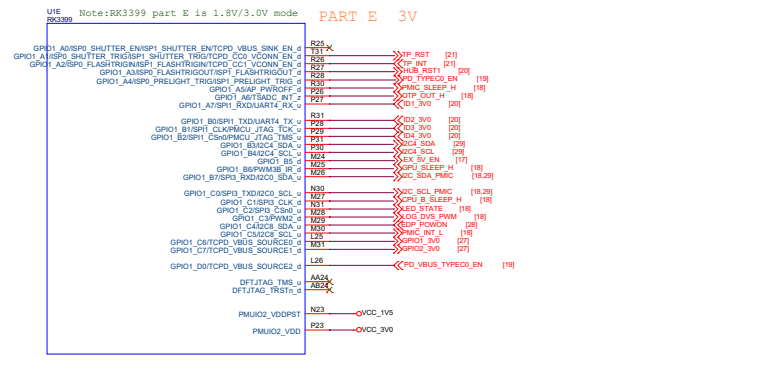 U1E
RK3399
Note:RK3399 part E is 1.8V/3.0V mode
PART E 3V
GPIO1_A0/ISP0_SHUTTER_EN/ISP1_SHUTTER_EN/TCPD_VBUS_SINK_EN_d R25
GPIO1_A1/ISP0_SHUTTER_TRIG/ISP1_SHUTTER_TRIG/TCPD_CC0_VCONN_EN_d T31 TP_RST [21]
GPIO1_A2/ISP0_FLASHTRIGIN/ISP1_FLASHTRIGIN/TCPD_CC1_VCONN_EN_d R26 TP_INT [21]
GPIO1_A3/ISP0_FLASHTRIGOUT/ISP1_FLASHTRIGOUT_d R27 HUB_RST1 [20]
GPIO1_A4/ISP0_PRELIGHT_TRIG/ISP1_PRELIGHT_TRIG_d R28 PD_TYPEC0_EN [19]
GPIO1_A5/AP_PWROFF_d R30 PMIC_SLEEP_H [18]
GPIO1_A6/TSADC_INT_z P26 OTP_OUT_H [18]
GPIO1_A7/SPI1_RXD/UART4_RX_u P27 ID1_3V0 [20]
GPIO1_B0/SPI1_TXD/UART4_TX_u R31 ID2_3V0 [20]
GPIO1_B1/SPI1_CLK/PMCU_JTAG_TCK_u P28 ID3_3V0 [20]
GPIO1_B2/SPI1_CSn0/PMCU_JTAG_TMS_u P29 ID4_3V0 [20]
GPIO1_B3/I2C4_SDA_u P31 I2C4_SDA [29]
GPIO1_B4/I2C4_SCL_u P30 I2C4_SCL [29]
GPIO1_B5_d M24 EX_5V_EN [17]
GPIO1_B6/PWM3B_IR_d M25 GPU_SLEEP_H [18]
GPIO1_B7/SPI3_RXD/I2C0_SDA_u M26 I2C_SDA_PMIC [18,29]
GPIO1_C0/SPI3_TXD/I2C0_SCL_u N30 I2C_SCL_PMIC [18,29]
GPIO1_C1/SPI3_CLK_d M27 CPU_B_SLEEP_H [18]
GPIO1_C2/SPI3_CSn0_u N31 LED_STATE [18]
GPIO1_C3/PWM2_d M28 LOG_DVS_PWM [18]
GPIO1_C4/I2C8_SDA_u M29 EDP_POWON [28]
GPIO1_C5/I2C8_SCL_u M30 PMIC_INT_L [18]
GPIO1_C6/TCPD_VBUS_SOURCE0_d L25 GPIO1_3V0 [27]
GPIO1_C7/TCPD_VBUS_SOURCE1_d M31 GPIO2_3V0 [27]
GPIO1_D0/TCPD_VBUS_SOURCE2_d L26 PD_VBUS_TYPEC0_EN [19]
DFTJTAG_TMS_u AA24
DFTJTAG_TRSTn_d AB24
PMUIO2_VDDPST N23 VCC_1V5
PMUIO2_VDD P23 VCC_3V0